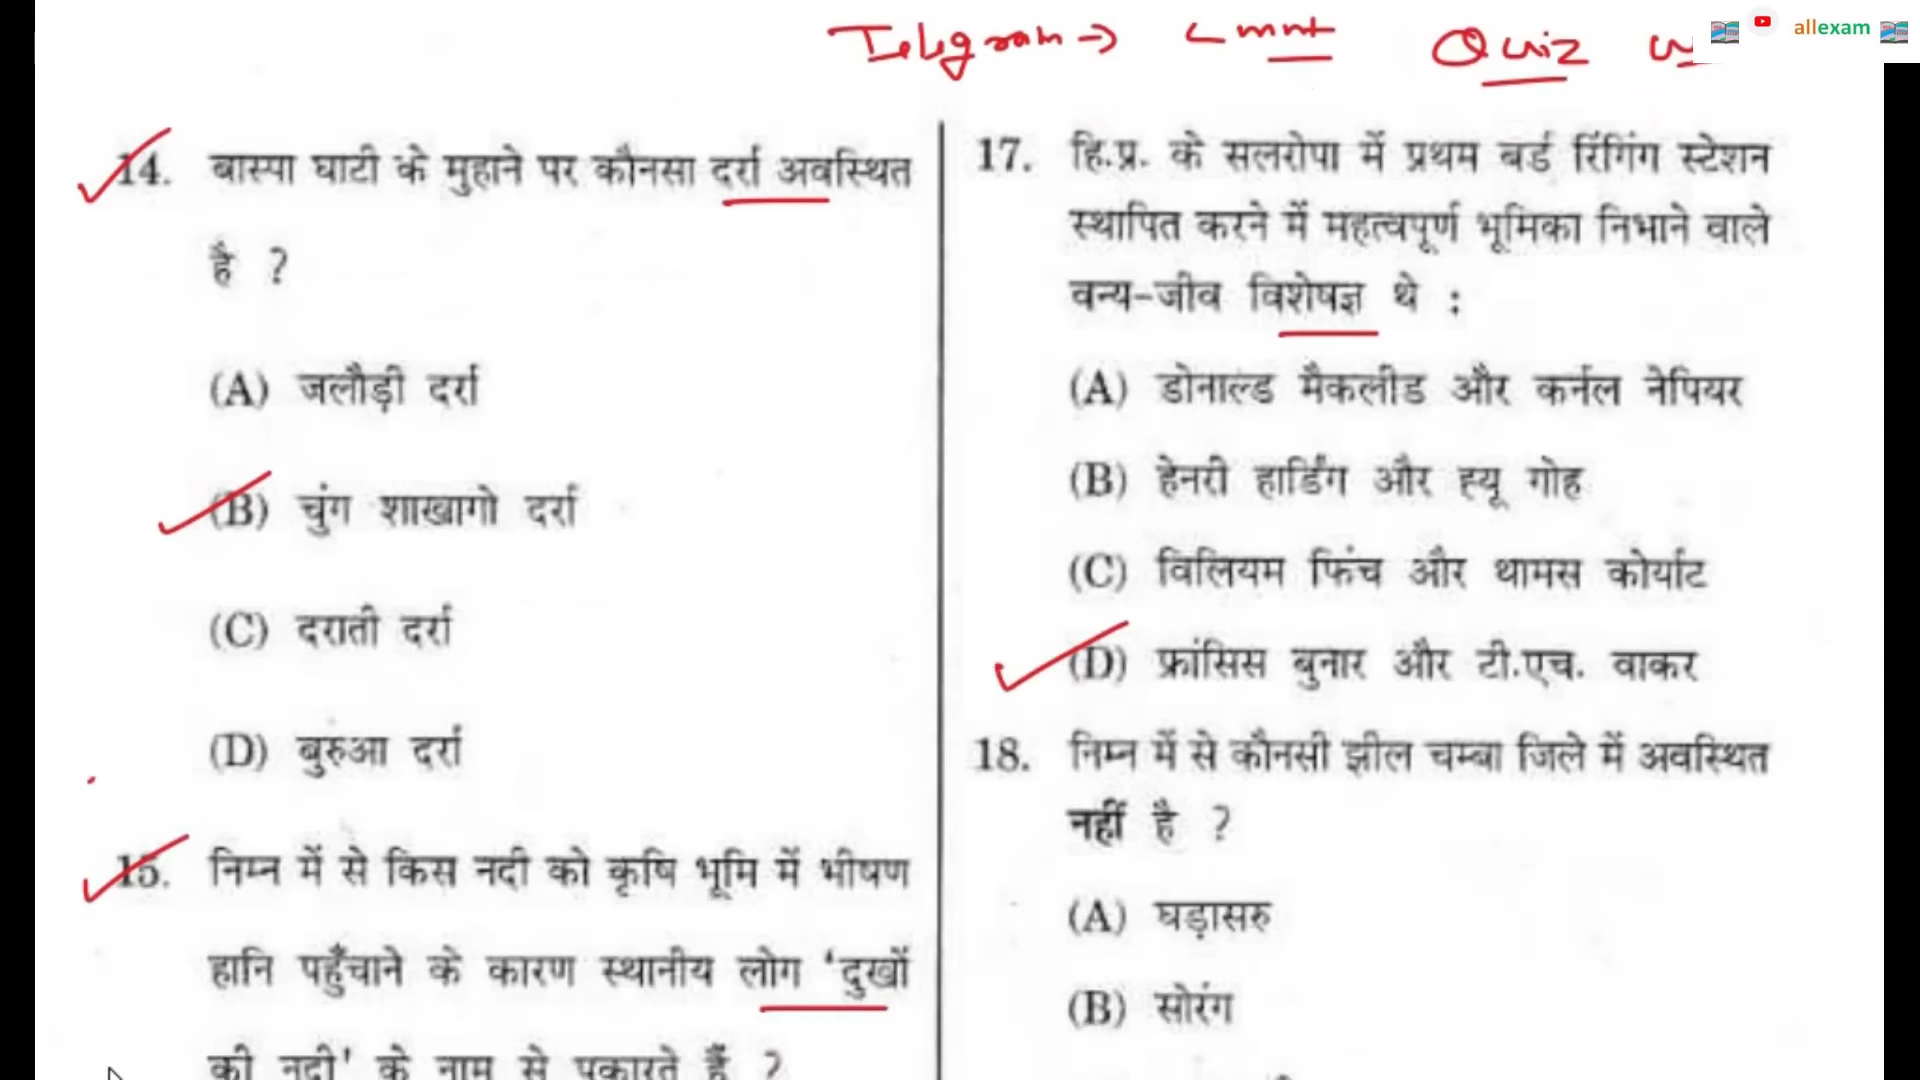 Telegram → Quiz
allexam
14. बास्पा घाटी के मुहाने पर कौनसा दर्रा अवस्थित
है ?
(A) जलौड़ी दर्रा
(B) चुंग शाखागो दर्रा
(C) दराती दर्रा
(D) बुरुआ दर्रा
15. निम्न में से किस नदी को कृषि भूमि में भीषण
हानि पहुँचाने के कारण स्थानीय लोग 'दुखों
की नदी' के नाम से पुकारते हैं ?
17. हि.प्र. के सलरोपा में प्रथम बर्ड रिंगिंग स्टेशन
स्थापित करने में महत्वपूर्ण भूमिका निभाने वाले
वन्य-जीव विशेषज्ञ थे :
(A) डोनाल्ड मैकलीड और कर्नल नेपियर
(B) हेनरी हार्डिंग और ह्यू गोह
(C) विलियम फिंच और थामस कोर्याट
(D) फ्रांसिस बुनार और टी.एच. वाकर
18. निम्न में से कौनसी झील चम्बा जिले में अवस्थित
नहीं है ?
(A) घड़ासरु
(B) सोरंग